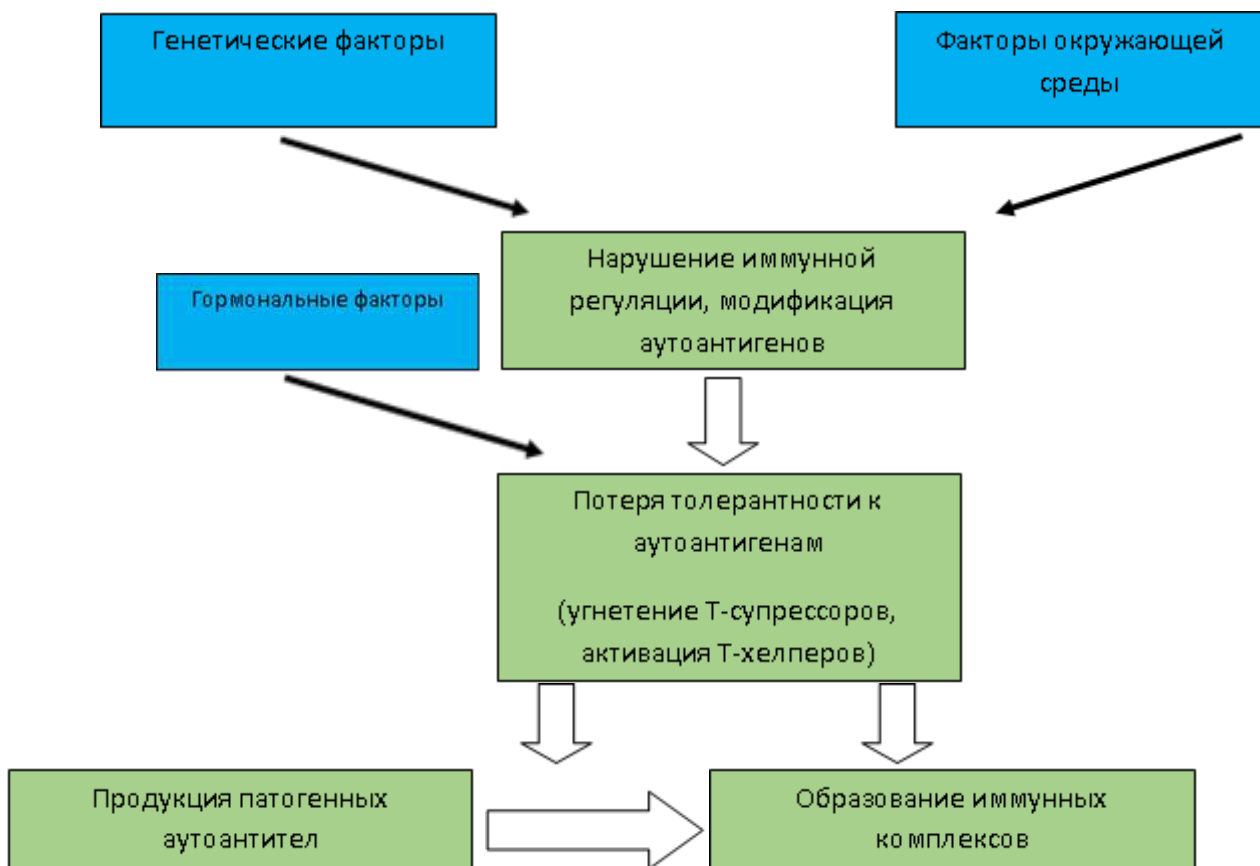 Генетические факторы
Факторы окружающей
среды
Нарушение иммунной
регуляции, модификация
аутоантигенов
Гормональные факторы
Потеря толерантности к
аутоантигенам
(угнетение Т-супрессоров,
активация Т-хелперов)
Продукция патогенных
аутоантител
Образование иммунных
комплексов